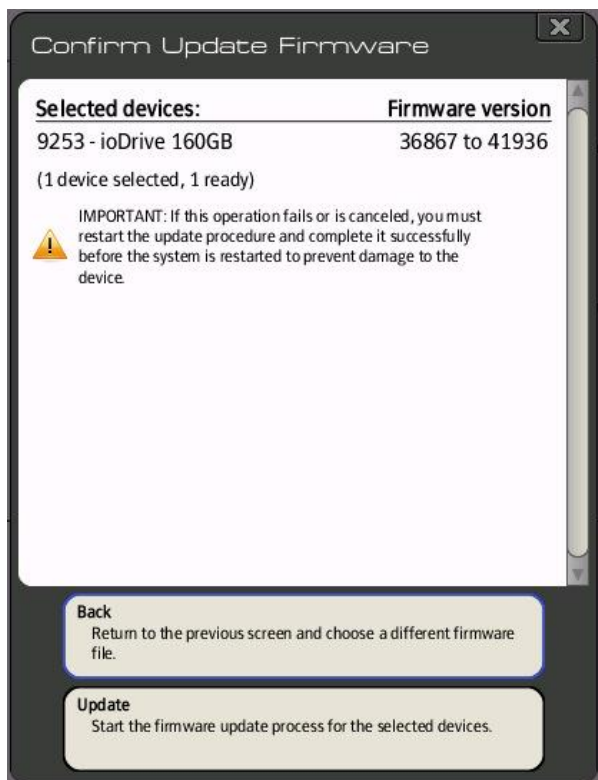 Confirm Update Firmware
Selected devices: Firmware version
9253 - ioDrive 160GB 36867 to 41936
(1 device selected, 1 ready)
IMPORTANT: If this operation fails or is canceled, you must
restart the update procedure and complete it successfully
before the system is restarted to prevent damage to the
device.
Back
Return to the previous screen and choose a different firmware
file.
Update
Start the firmware update process for the selected devices.